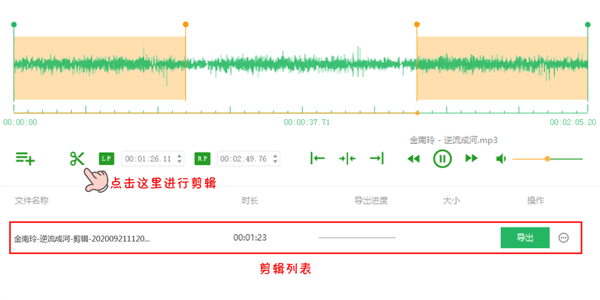 00:00:00 00:00:37.71 00:02:05.20
金南玲 - 逆流成河.mp3
LP 00:01:26.11 RP 00:02:49.76
点击这里进行剪辑
文件名称 时长 导出进度 大小 操作
金南玲-逆流成河-剪辑-202009211120... 00:01:23 导出
剪辑列表